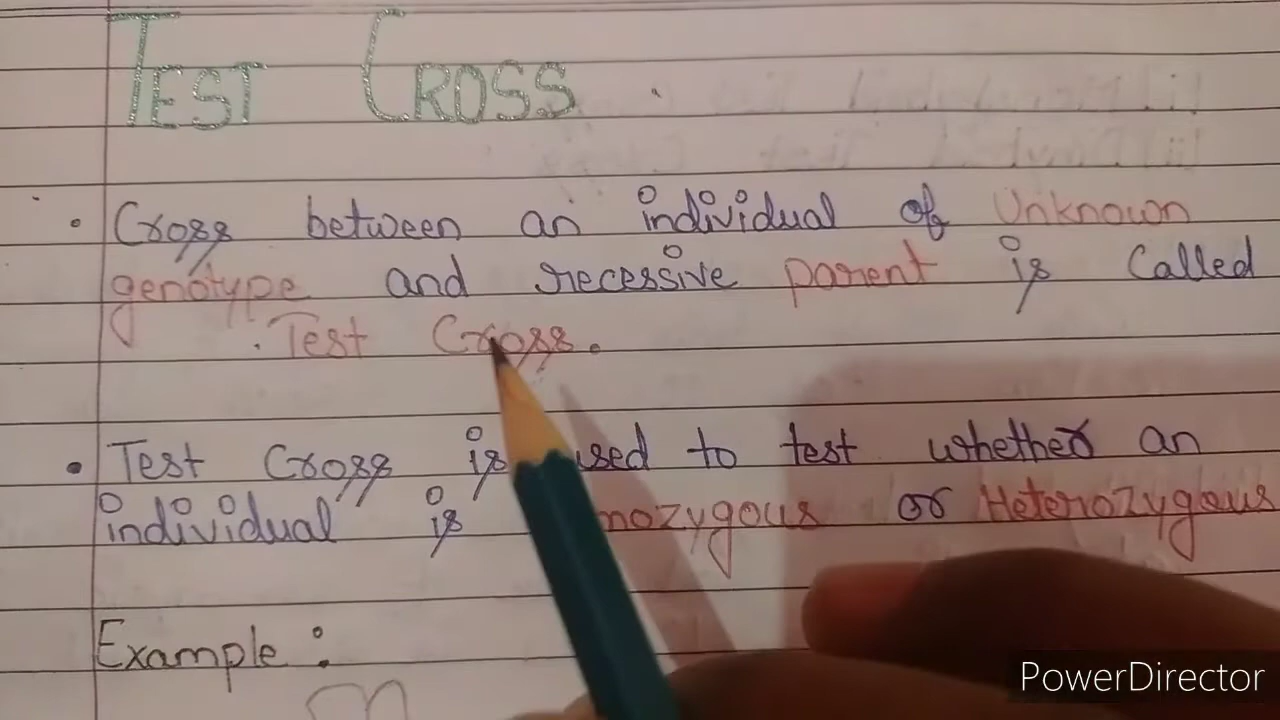 TEST CROSS
• Cross between an individual of Unknown
genotype and recessive parent is called
Test Cross.
• Test Cross is used to test whether an
individual is or Heterozygous
Example :
PowerDirector